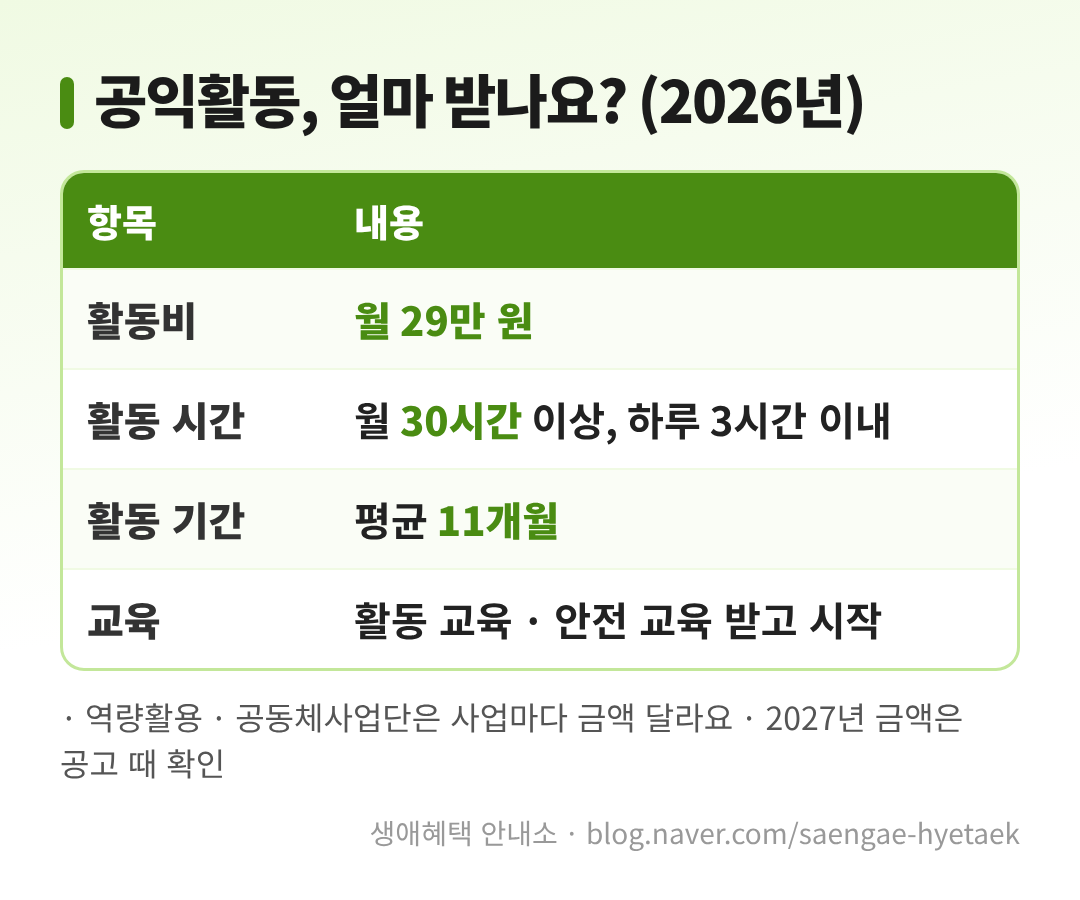 공익활동, 얼마 받나요? (2026년)
항목 내용
활동비 월 29만 원
활동 시간 월 30시간 이상, 하루 3시간 이내
활동 기간 평균 11개월
교육 활동 교육 · 안전 교육 받고 시작
· 역량활용 · 공동체사업단은 사업마다 금액 달라요 · 2027년 금액은
공고 때 확인
생애혜택 안내소 · blog.naver.com/saengae-hyetaek